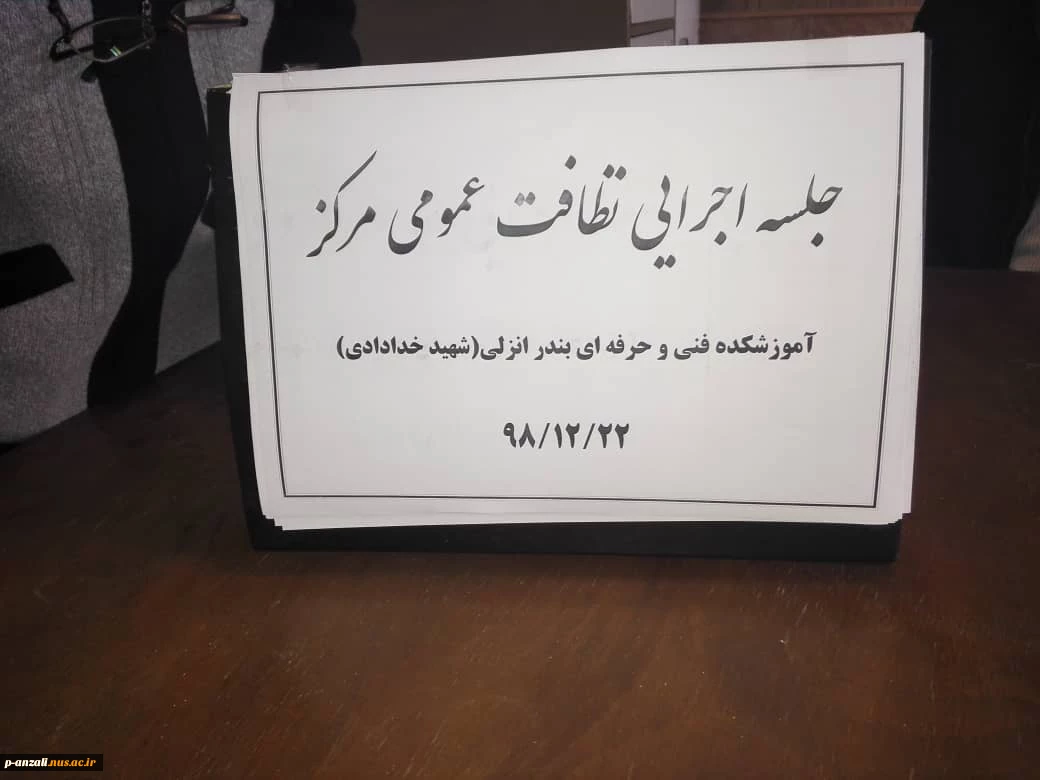 جلسه اجرایی نظافت عمومی مرکز
آموزشکده فنی و حرفه ای بندر انزلی(شهید خدادادی)
۹۸/۱۲/۲۲
p-anzali.nus.ac.ir